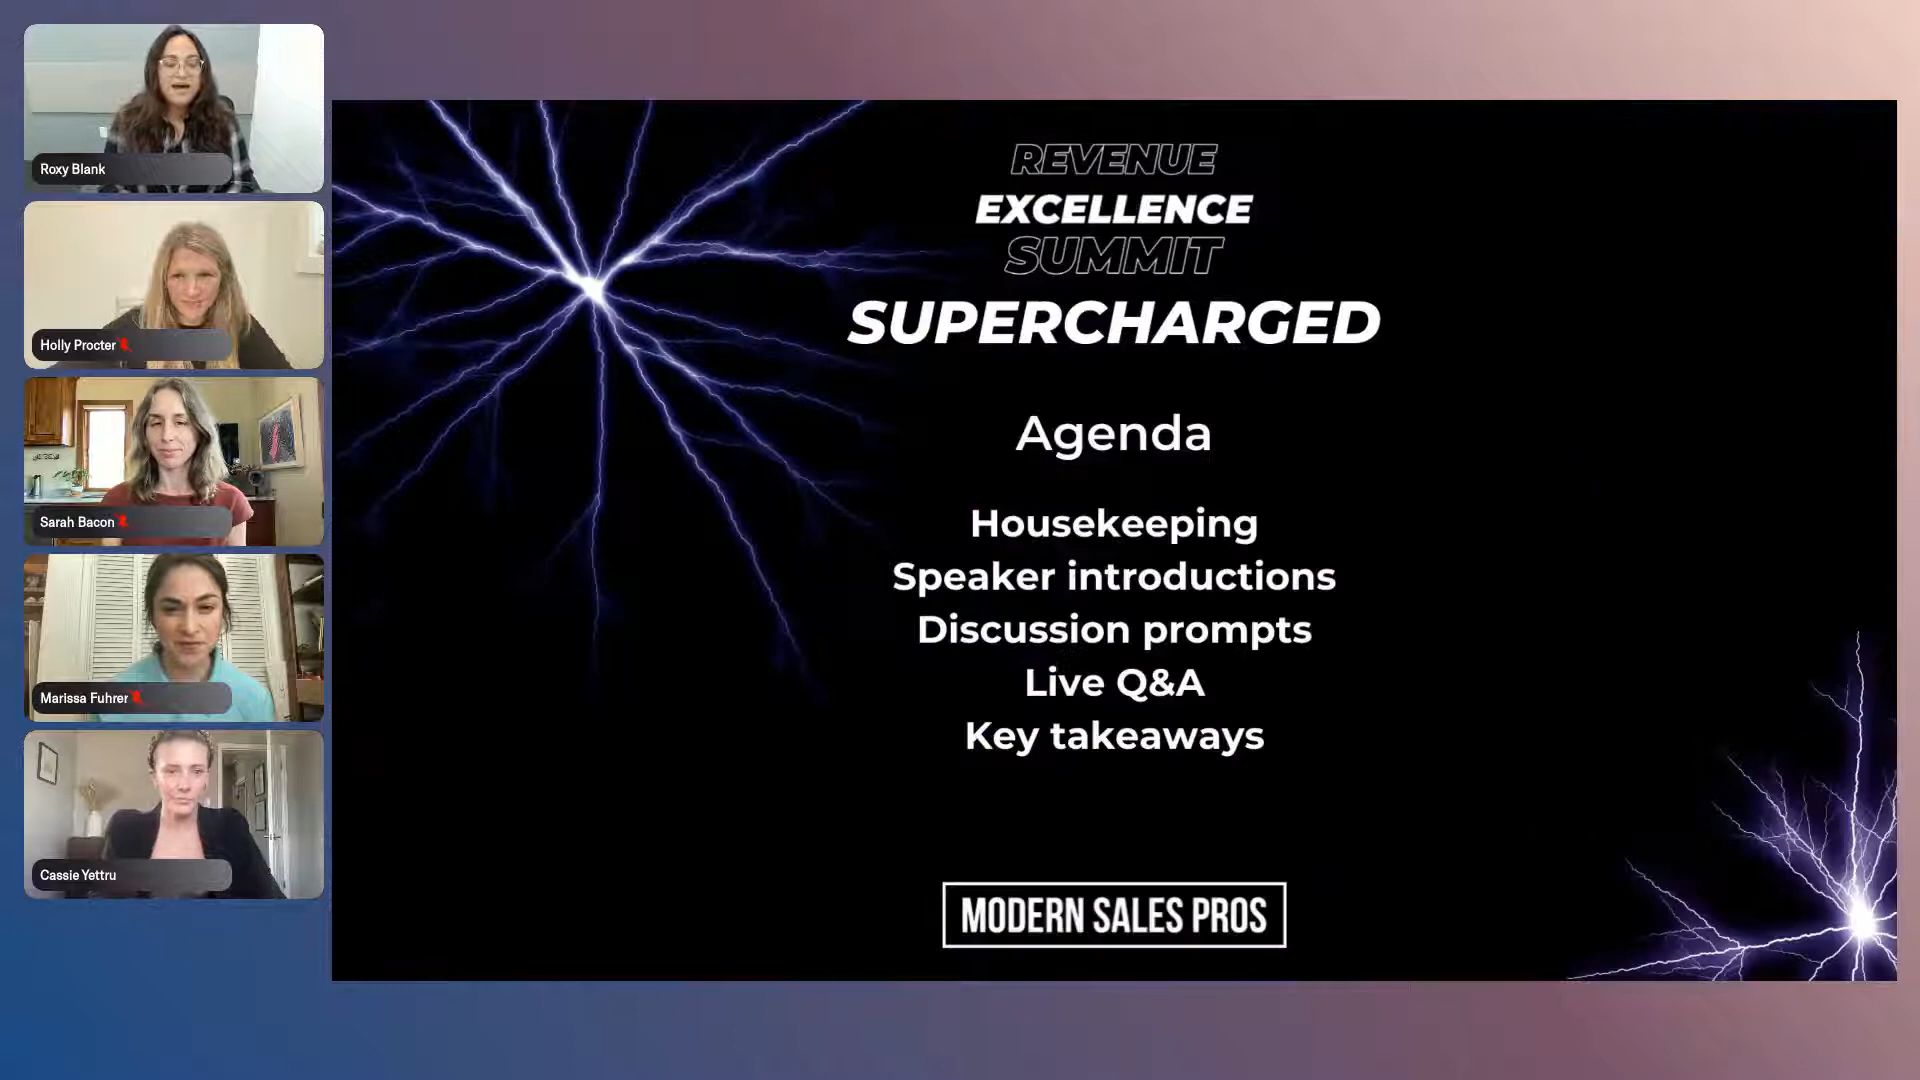 Roxy Blank
Holly Procter
Sarah Bacon
Marissa Fuhrer
Cassie Yettru
REVENUE
EXCELLENCE
SUMMIT
SUPERCHARGED
Agenda
Housekeeping
Speaker introductions
Discussion prompts
Live Q&A
Key takeaways
MODERN SALES PROS